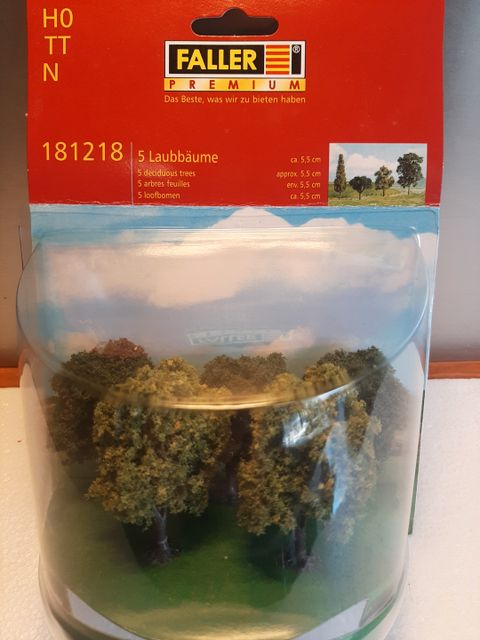 H0
TT
N
FALLER ®
PREMIUM
Das Beste, was wir zu bieten haben
181218
5 Laubbäume ca. 5,5 cm
5 deciduous trees approx. 5,5 cm
5 arbres feuilles env. 5,5 cm
5 loofbomen ca. 5,5 cm